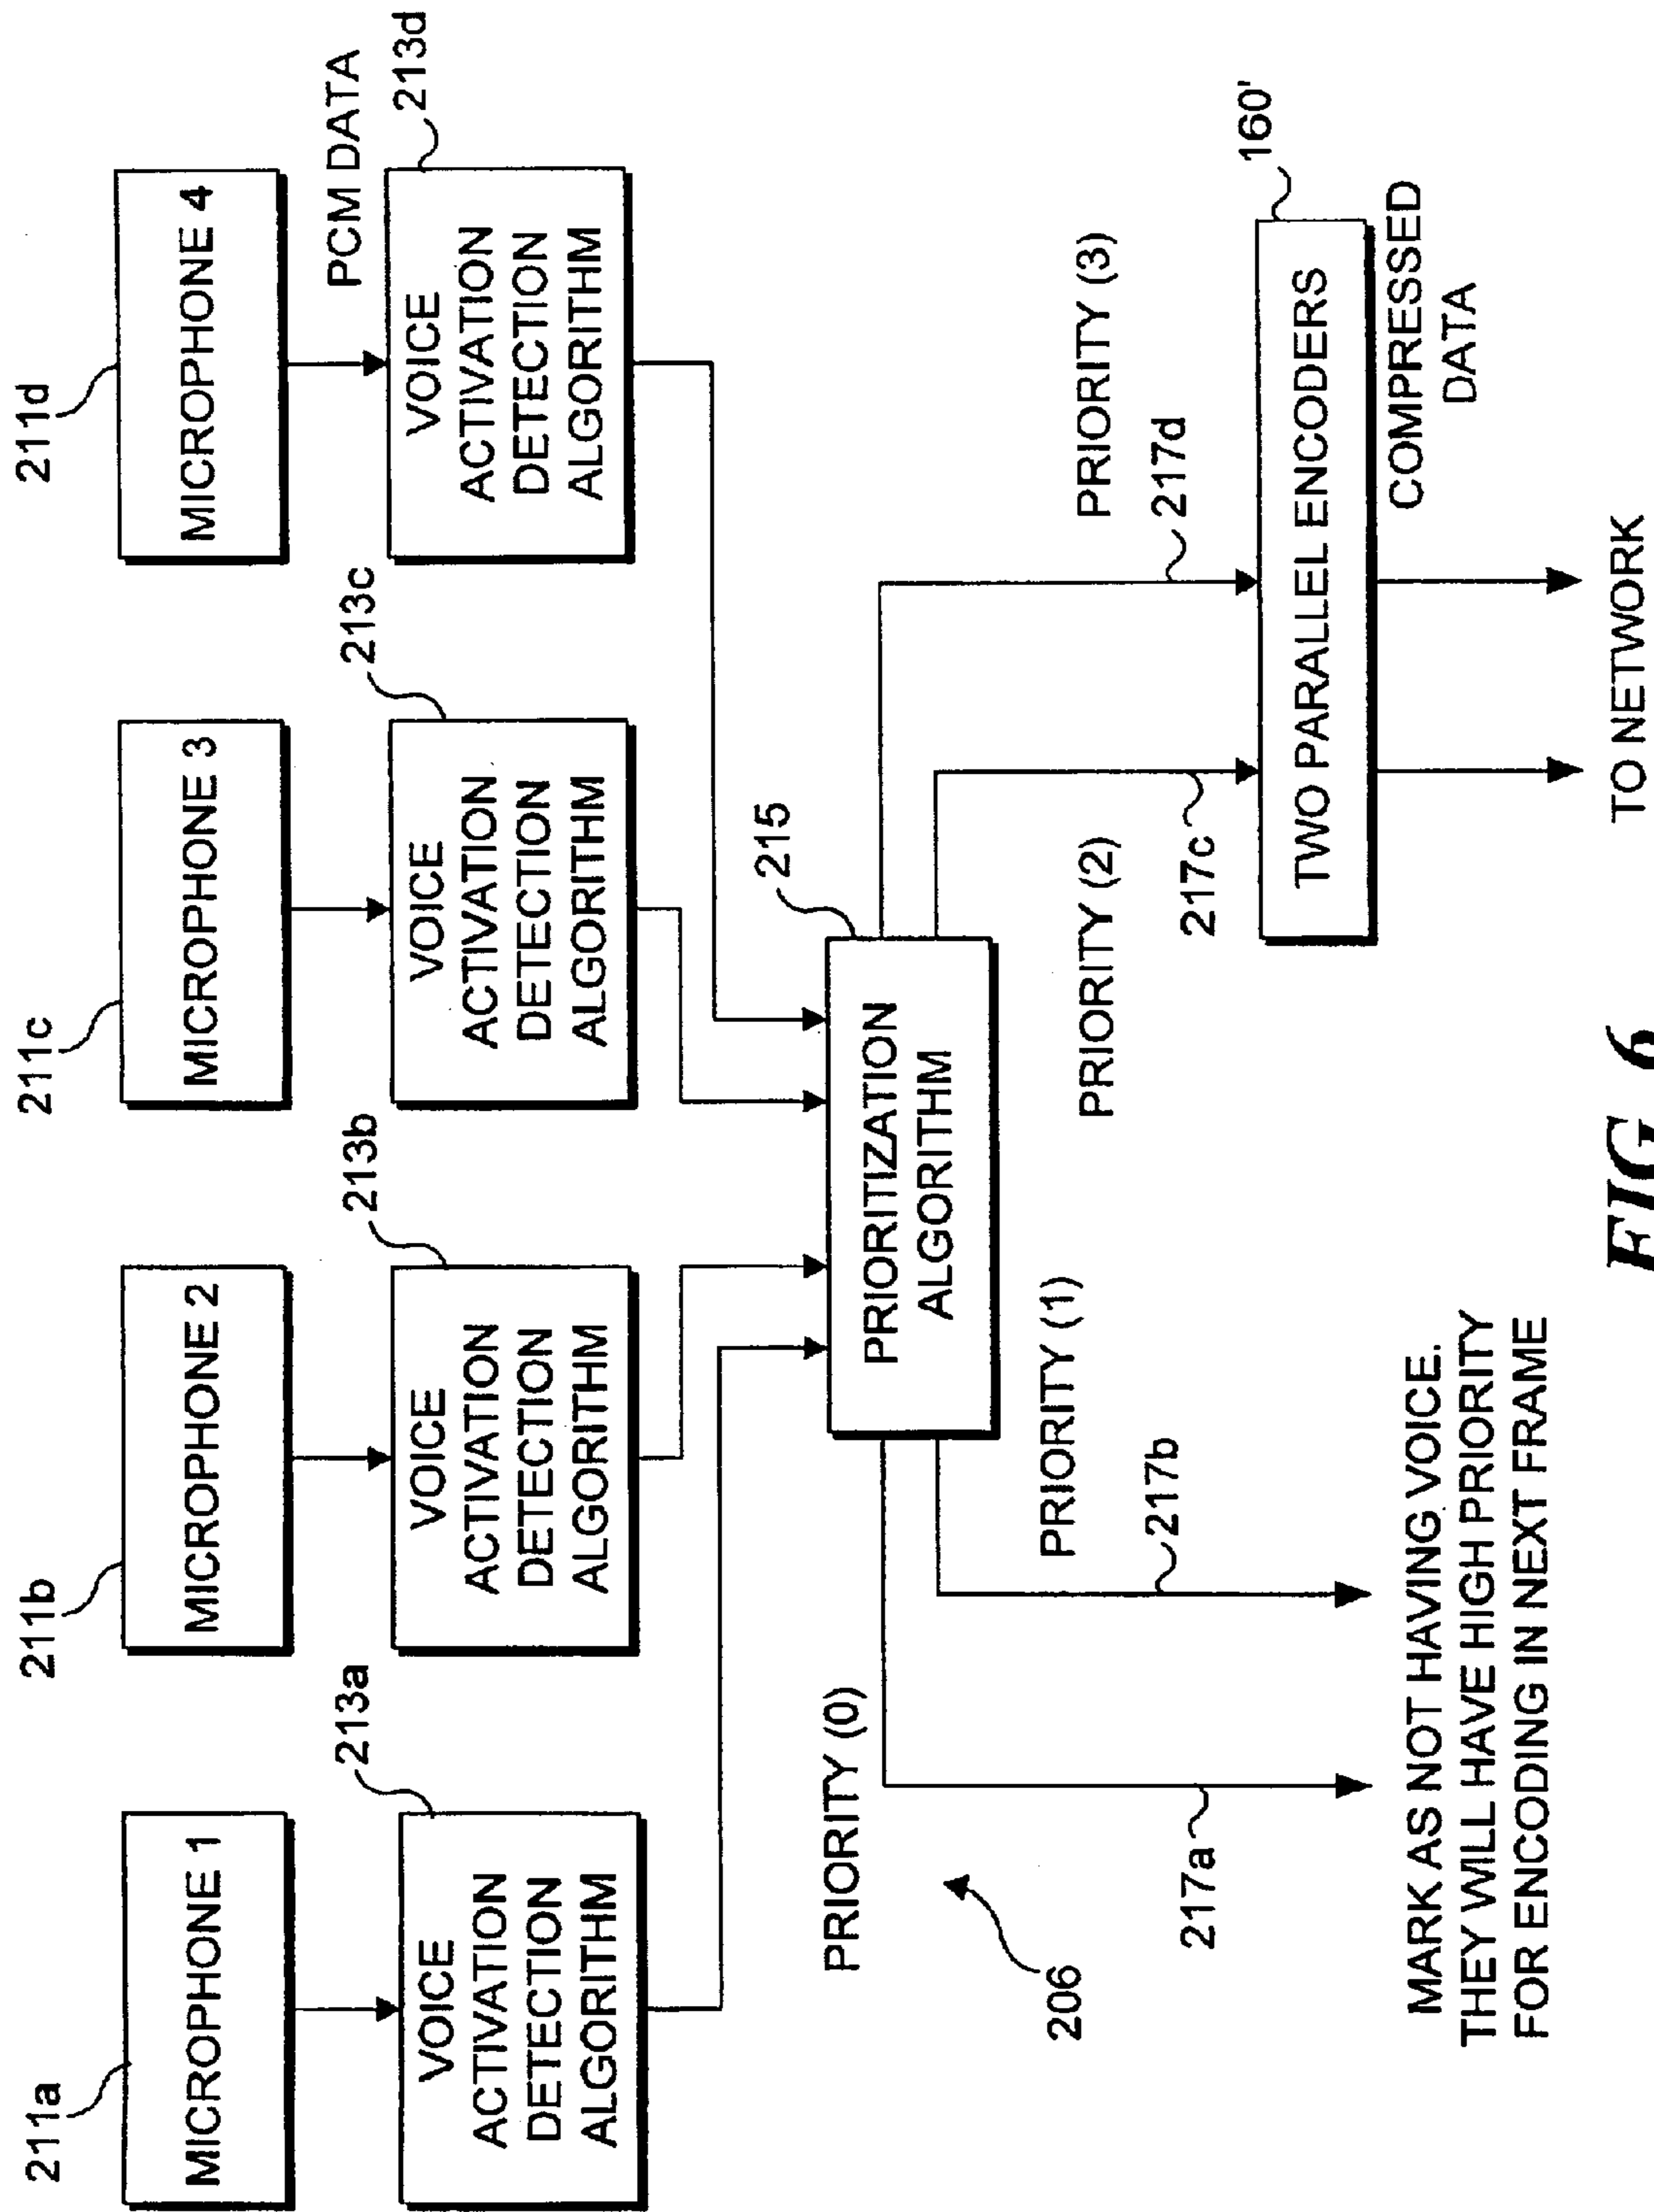 211a
211b
211c
211d
MICROPHONE 1
MICROPHONE 2
MICROPHONE 3
MICROPHONE 4
PCM DATA
213a
213b
213c
213d
VOICE
ACTIVATION
DETECTION
ALGORITHM
VOICE
ACTIVATION
DETECTION
ALGORITHM
VOICE
ACTIVATION
DETECTION
ALGORITHM
VOICE
ACTIVATION
DETECTION
ALGORITHM
215
PRIORITIZATION
ALGORITHM
PRIORITY (0)
PRIORITY (1)
PRIORITY (2)
PRIORITY (3)
206
217a
217b
217c
217d
160'
TWO PARALLEL ENCODERS
COMPRESSED
DATA
MARK AS NOT HAVING VOICE.
THEY WILL HAVE HIGH PRIORITY
FOR ENCODING IN NEXT FRAME
TO NETWORK
FIG. 6